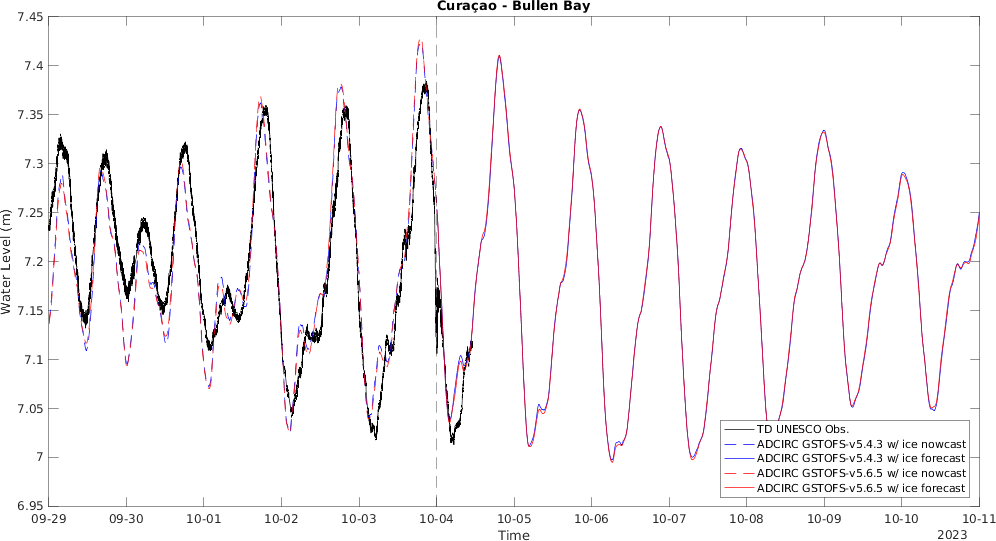 Curaçao - Bullen Bay
7.45
7.4
7.35
7.3
7.25
7.2
7.15
7.1
7.05
7
6.95
Water Level (m)
09-29 09-30 10-01 10-02 10-03 10-04 10-05 10-06 10-07 10-08 10-09 10-10 10-11
Time
2023
TD UNESCO Obs.
ADCIRC GSTOFS-v5.4.3 w/ ice nowcast
ADCIRC GSTOFS-v5.4.3 w/ ice forecast
ADCIRC GSTOFS-v5.6.5 w/ ice nowcast
ADCIRC GSTOFS-v5.6.5 w/ ice forecast